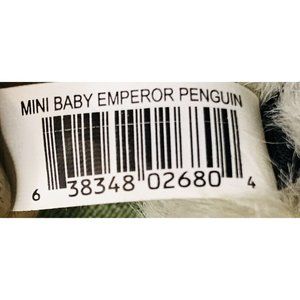 MINI BABY EMPEROR PENGUIN
6 38348 02680 4